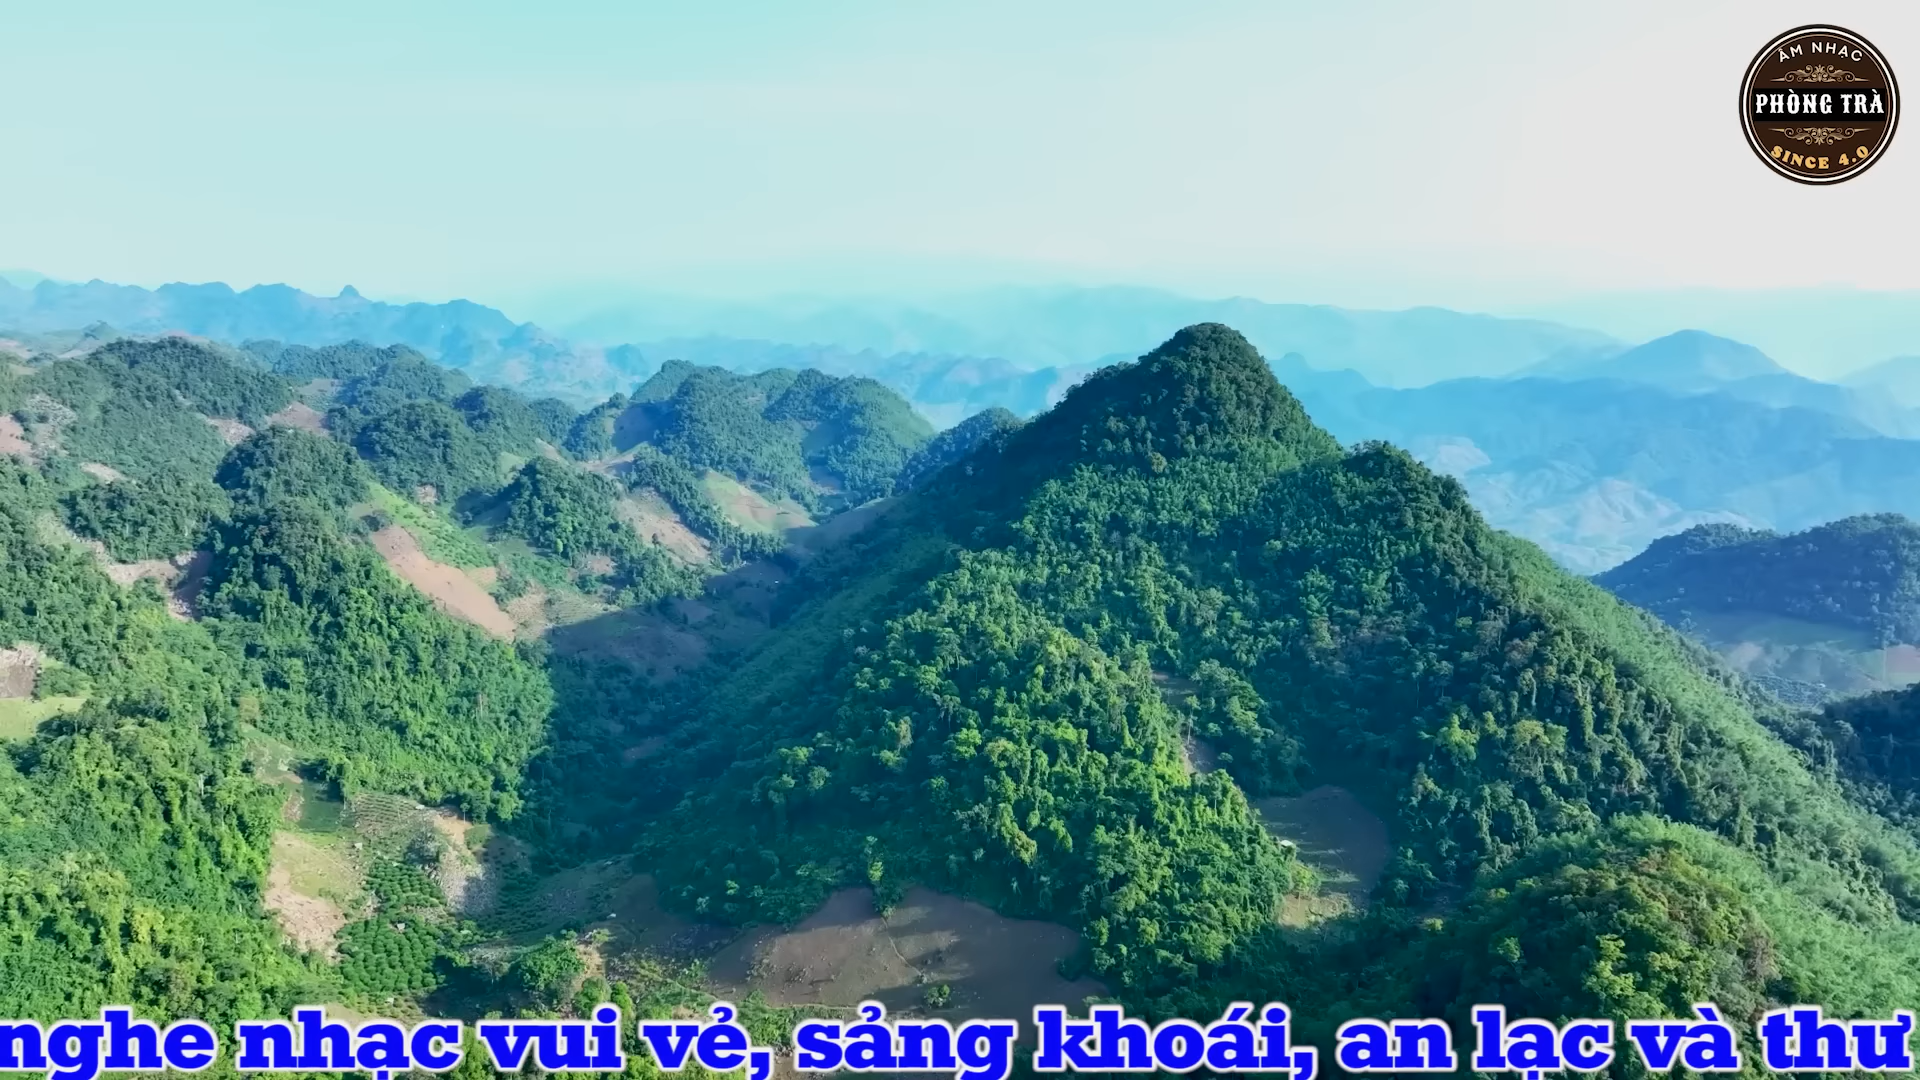 ÂM NHẠC
PHÒNG TRÀ
SINCE 4.0
nghe nhạc vui vẻ, sảng khoái, an lạc và thư